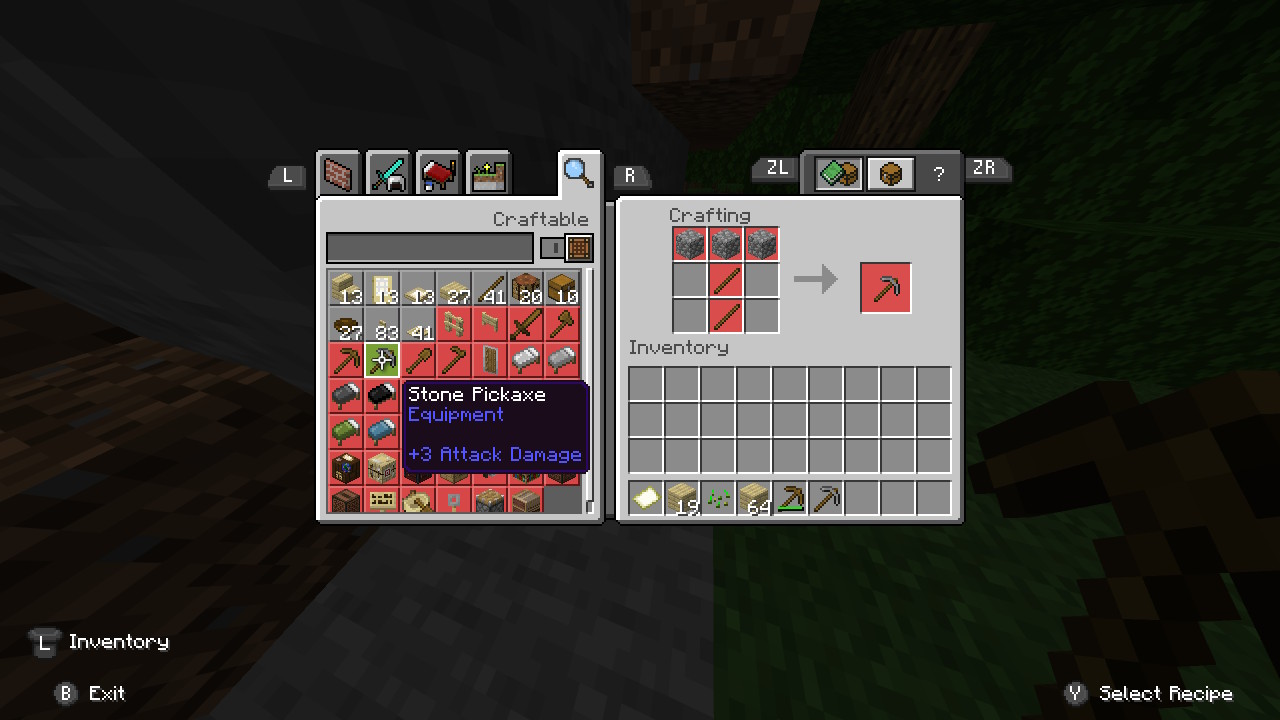 L
R
ZL
?
ZR
Craftable
Crafting
13 13 13 27 41 20 10
27 83 41
Inventory
Stone Pickaxe
Equipment
+3 Attack Damage
19 64
L Inventory
B Exit
Y Select Recipe